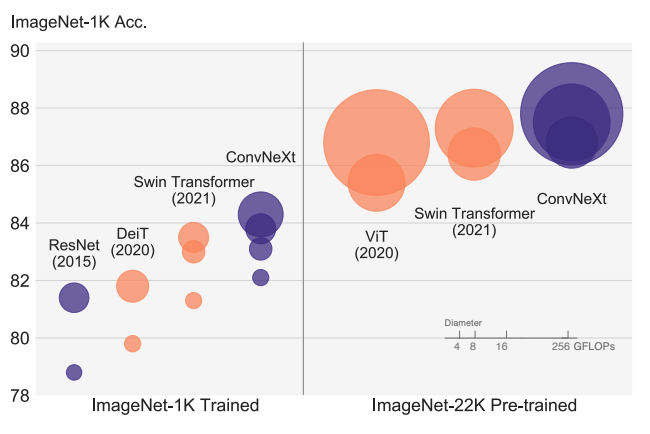 ImageNet-1K Acc.
90
88
86
84
82
80
78
ResNet
(2015)
DeiT
(2020)
Swin Transformer
(2021)
ConvNeXt
ViT
(2020)
Swin Transformer
(2021)
ConvNeXt
Diameter
4 8 16 256 GFLOPs
ImageNet-1K Trained
ImageNet-22K Pre-trained